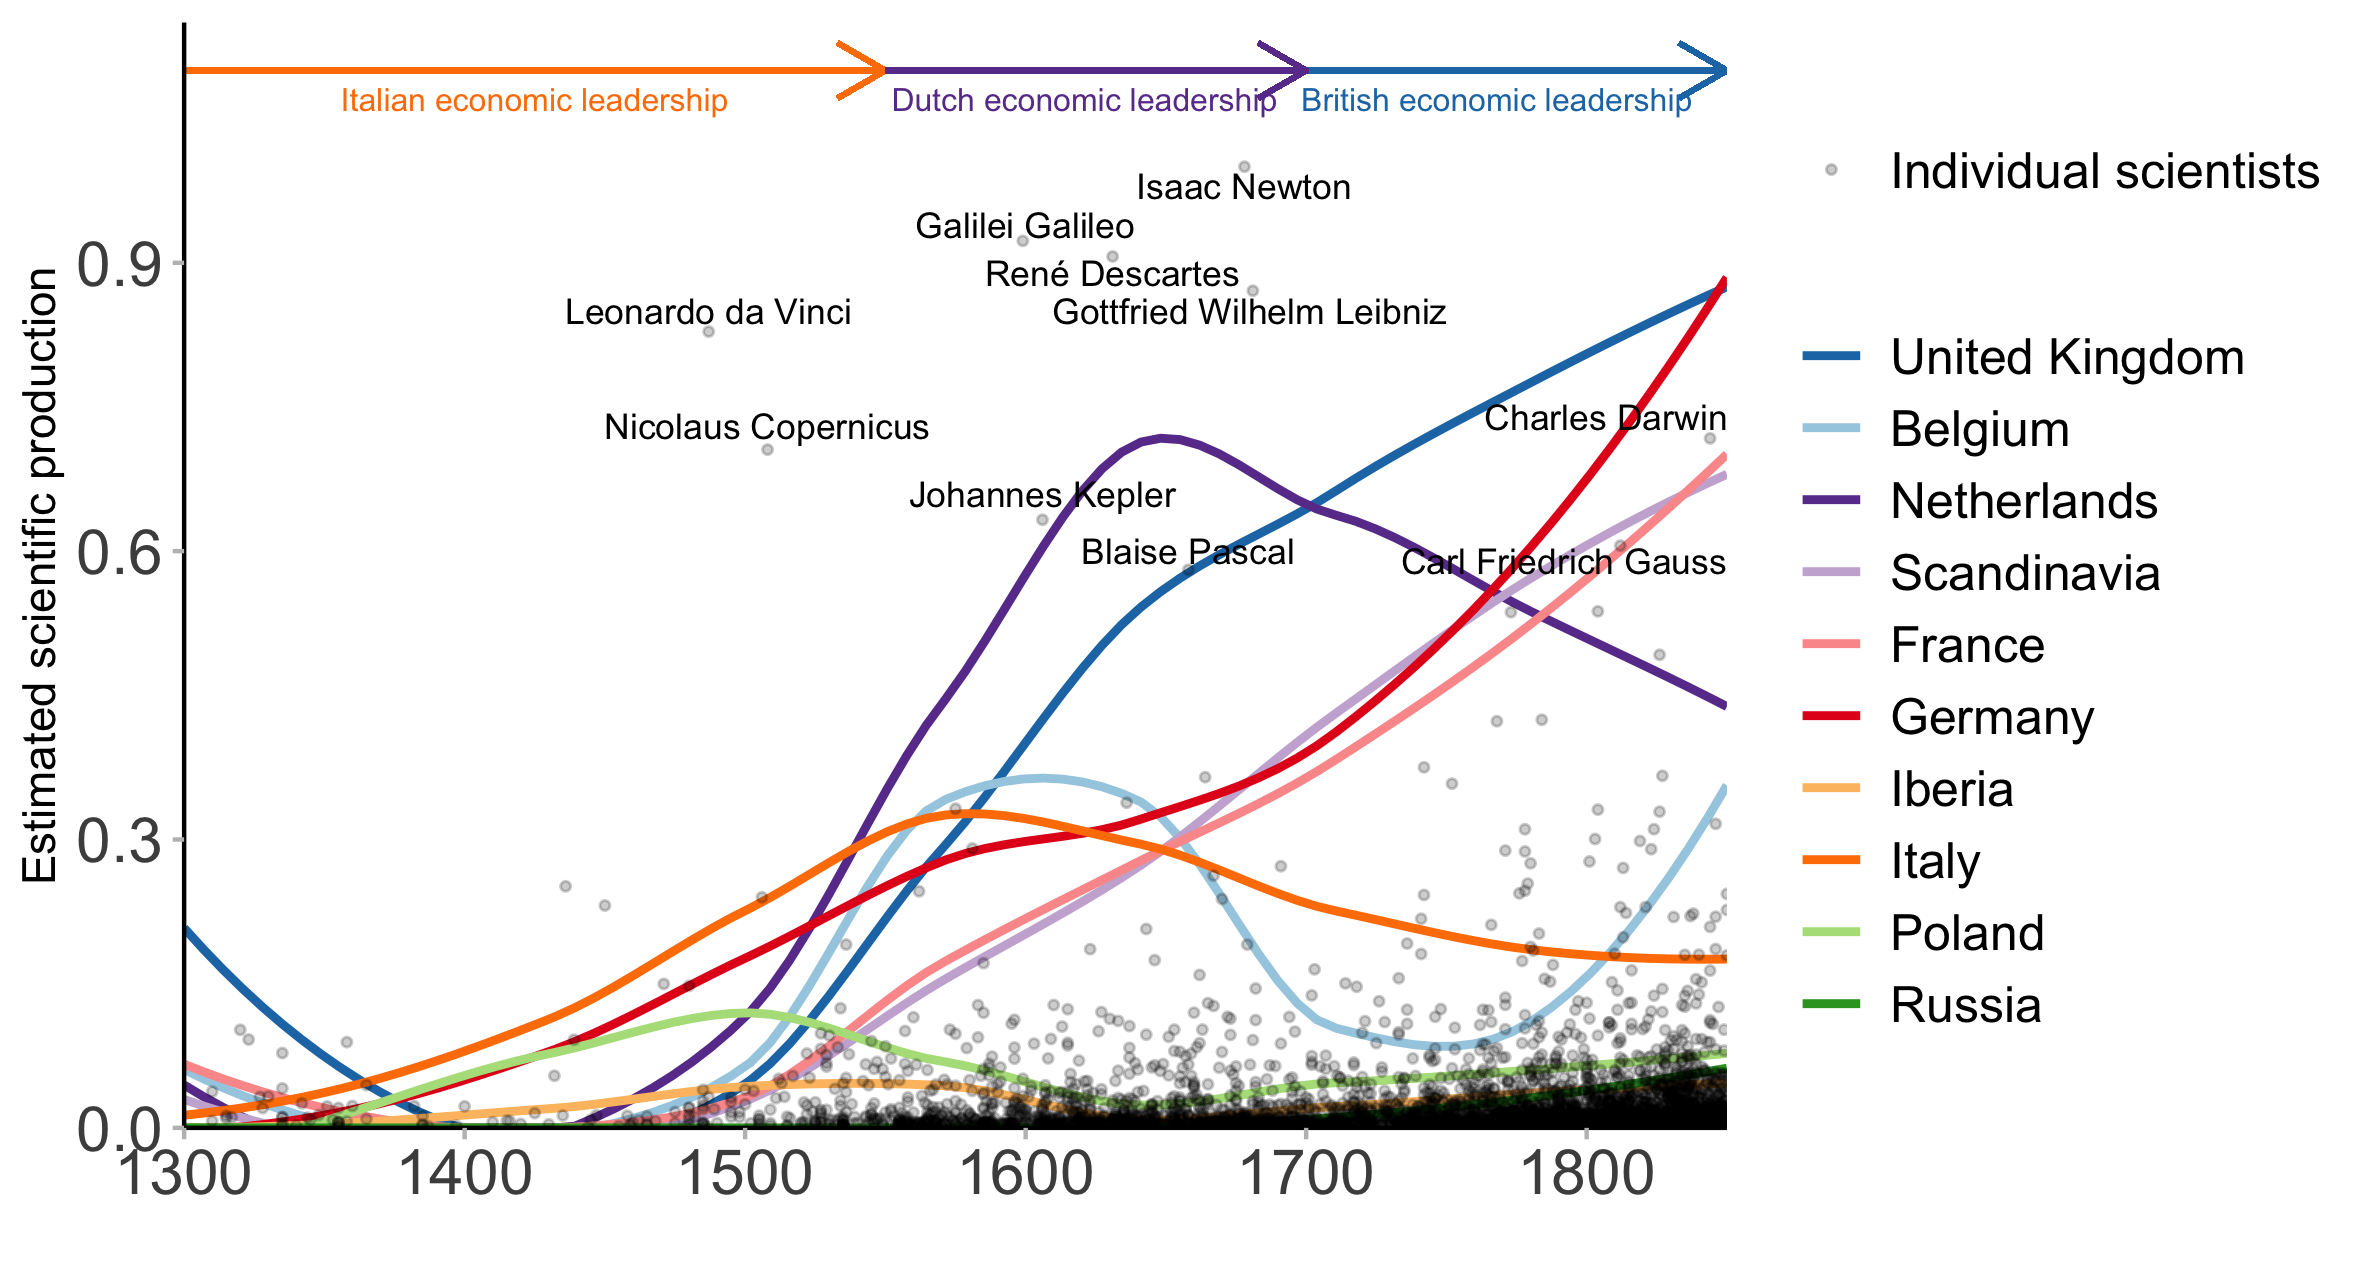 Italian economic leadership
Dutch economic leadership
British economic leadership
Individual scientists
Isaac Newton
Galilei Galileo
René Descartes
Leonardo da Vinci
Gottfried Wilhelm Leibniz
Nicolaus Copernicus
Charles Darwin
Johannes Kepler
Blaise Pascal
Carl Friedrich Gauss
Estimated scientific production
0.9
0.6
0.3
0.0
1300
1400
1500
1600
1700
1800
United Kingdom
Belgium
Netherlands
Scandinavia
France
Germany
Iberia
Italy
Poland
Russia